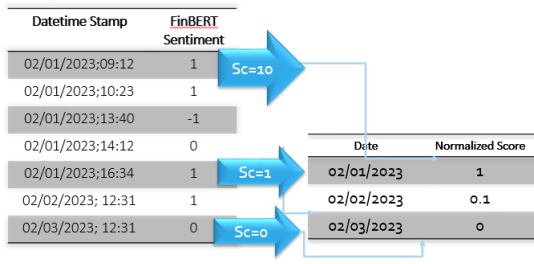 Datetime Stamp FinBERT
Sentiment
02/01/2023;09:12 1
Sc=10
02/01/2023;10:23 1
02/01/2023;13:40 -1
02/01/2023;14:12 0
Date Normalized Score
02/01/2023;16:34 1
Sc=1
02/01/2023 1
02/02/2023; 12:31 1
02/02/2023 0.1
02/03/2023; 12:31 0
Sc=0
02/03/2023 0